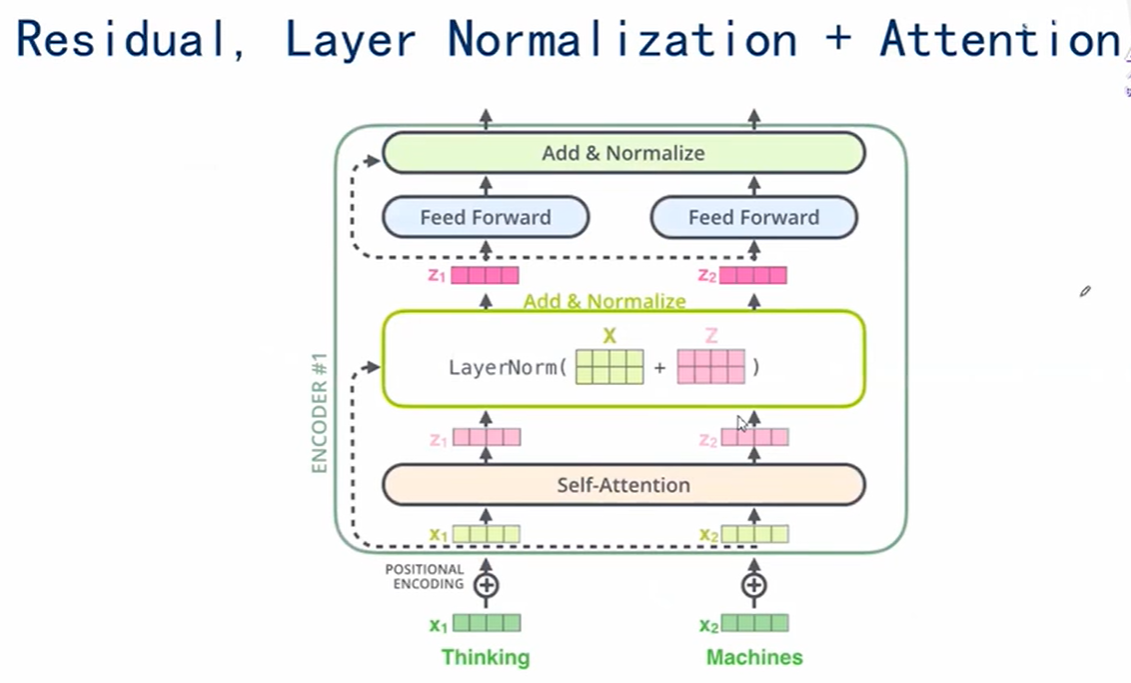 Residual, Layer Normalization + Attention
Add & Normalize
Feed Forward Feed Forward
z1 z2
Add & Normalize
X Z
LayerNorm( + )
ENCODER #1
z1 z2
Self-Attention
x1 x2
POSITIONAL
ENCODING
x1 x2
Thinking Machines